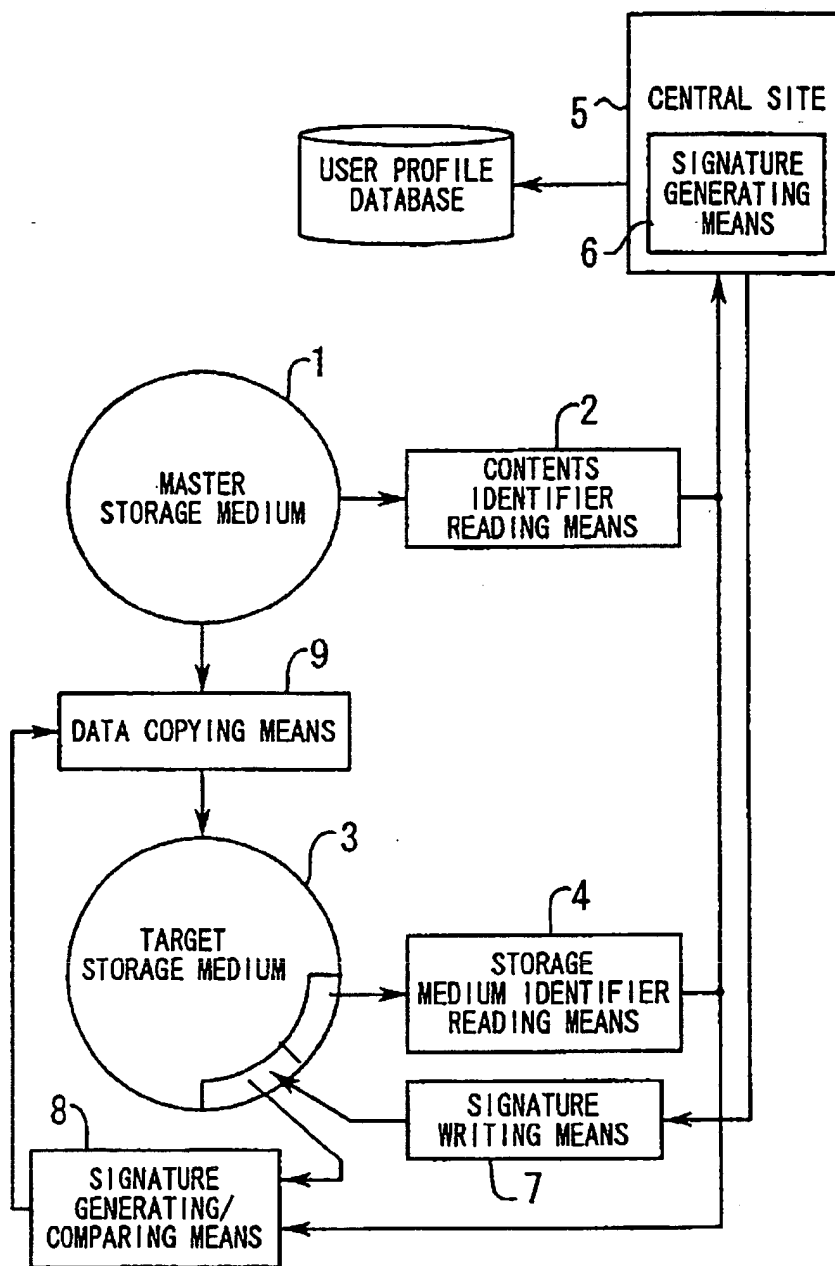 5
CENTRAL SITE
SIGNATURE
GENERATING
MEANS
6
USER PROFILE
DATABASE
1
MASTER
STORAGE MEDIUM
2
CONTENTS
IDENTIFIER
READING MEANS
9
DATA COPYING MEANS
3
TARGET
STORAGE MEDIUM
4
STORAGE
MEDIUM IDENTIFIER
READING MEANS
SIGNATURE
WRITING MEANS
7
8
SIGNATURE
GENERATING/
COMPARING MEANS